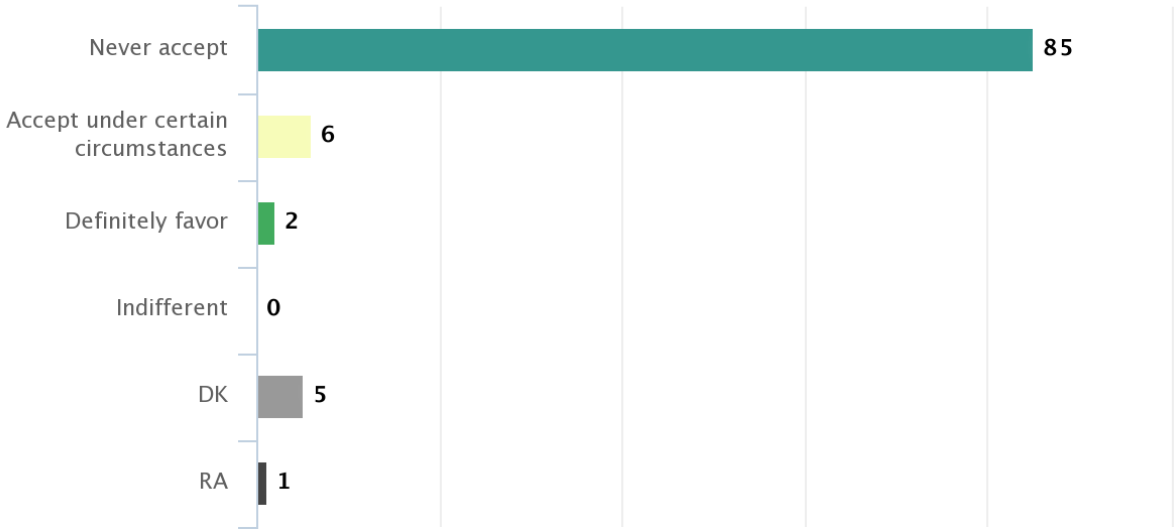 Never accept
85
Accept under certain
circumstances
6
Definitely favor
2
Indifferent
0
DK
5
RA
1